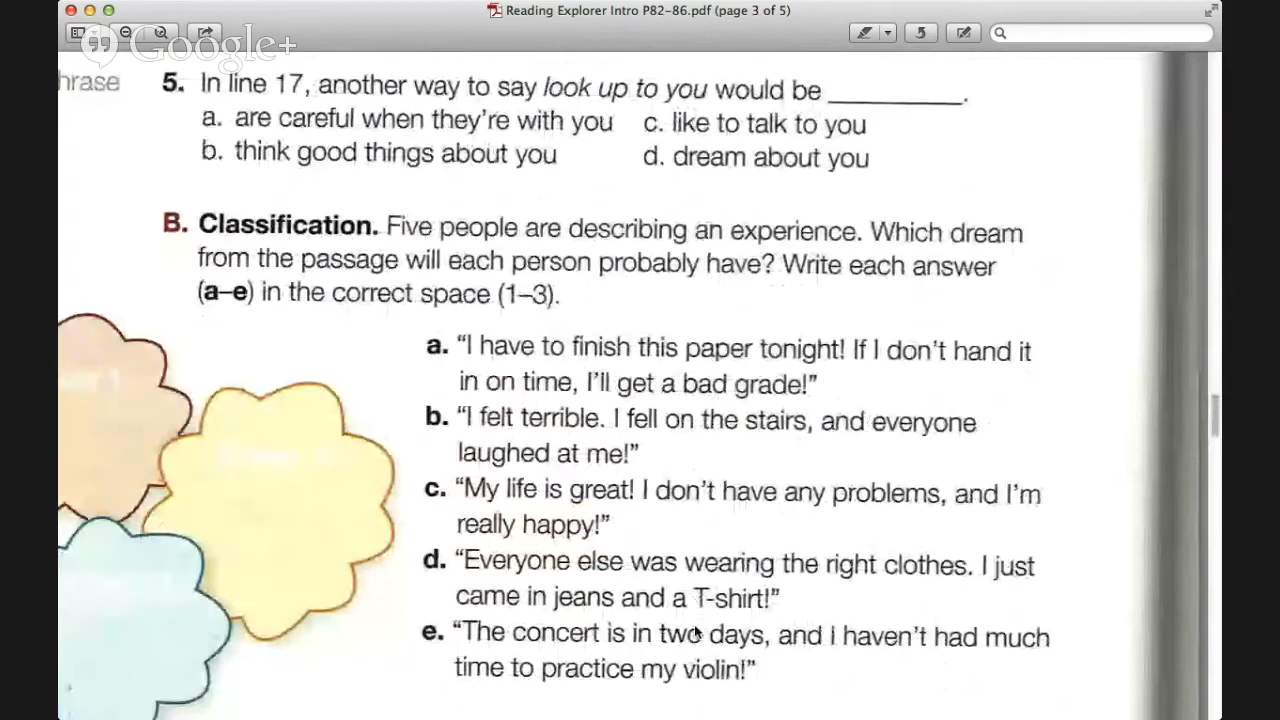 Reading Explorer Intro P82-86.pdf (page 3 of 5)
Google+
5
hrase
5. In line 17, another way to say look up to you would be __________.
a. are careful when they're with you c. like to talk to you
b. think good things about you d. dream about you
B. Classification. Five people are describing an experience. Which dream
from the passage will each person probably have? Write each answer
(a–e) in the correct space (1–3).
a. “I have to finish this paper tonight! If I don't hand it
in on time, I'll get a bad grade!”
b. “I felt terrible. I fell on the stairs, and everyone
laughed at me!”
c. “My life is great! I don't have any problems, and I'm
really happy!”
d. “Everyone else was wearing the right clothes. I just
came in jeans and a T-shirt!”
e. “The concert is in two days, and I haven't had much
time to practice my violin!”